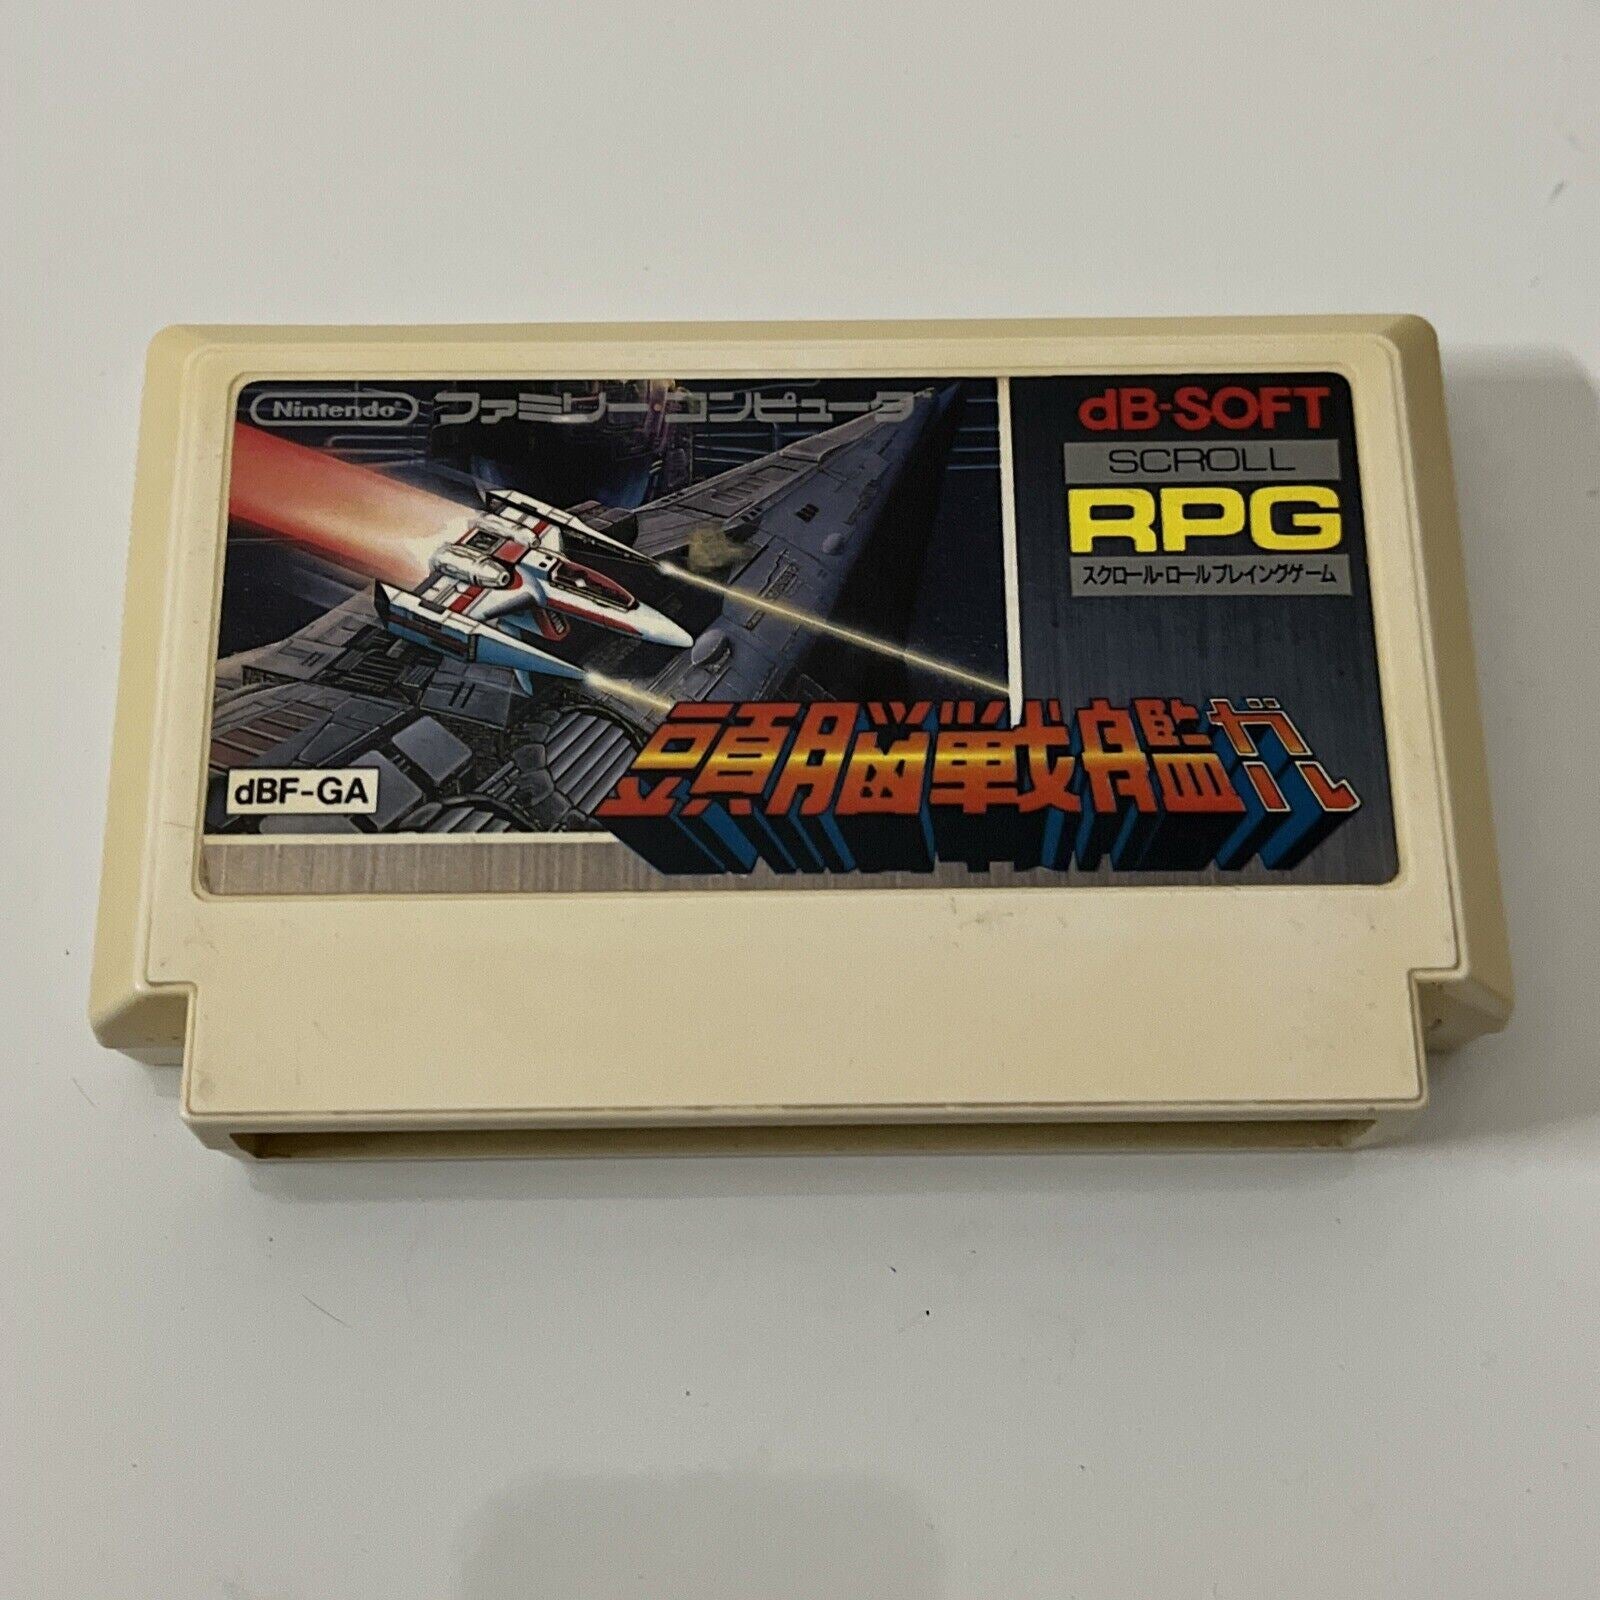 Nintendo ファミリーコンピュータ™
dB-SOFT
SCROLL
RPG
スクロール・ロールプレイングゲーム
頭脳戦艦ガル
dBF-GA